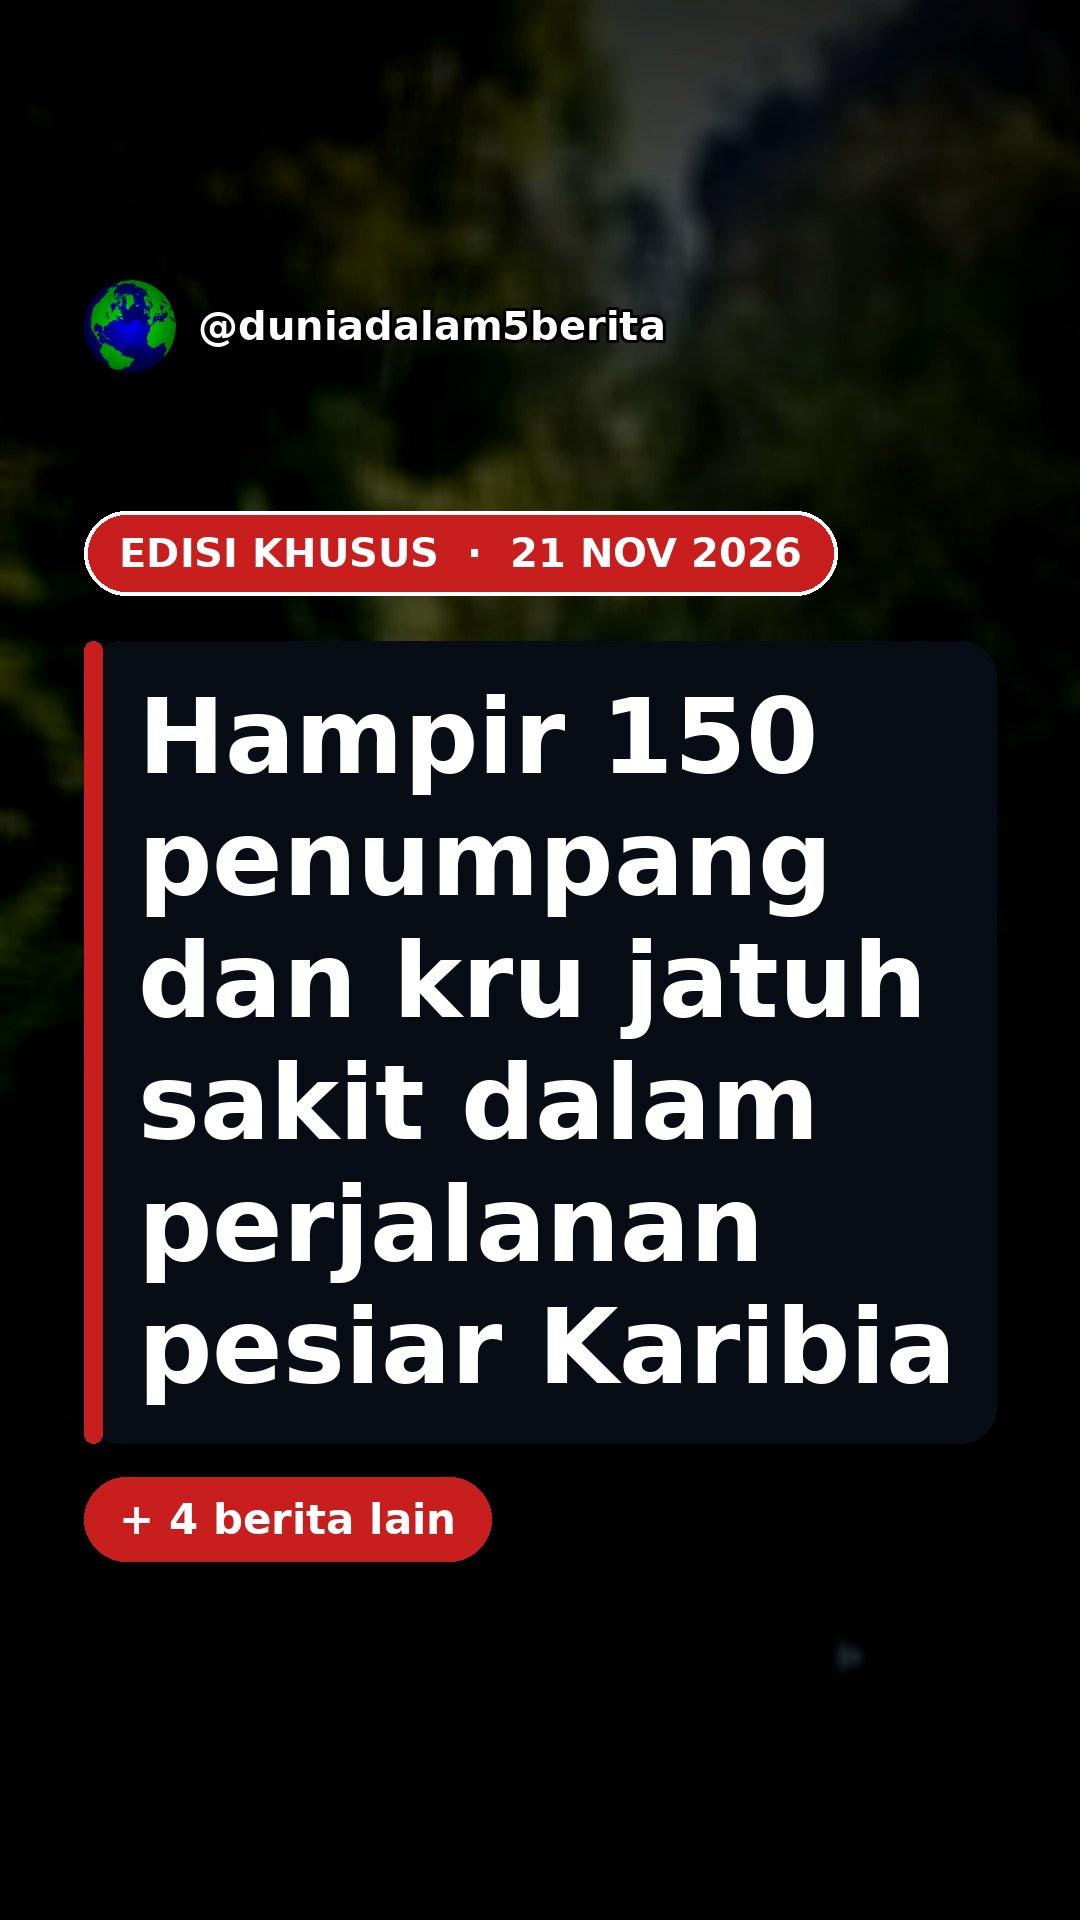 @duniadalam5berita
EDISI KHUSUS · 21 NOV 2026
Hampir 150
penumpang
dan kru jatuh
sakit dalam
perjalanan
pesiar Karibia
+ 4 berita lain